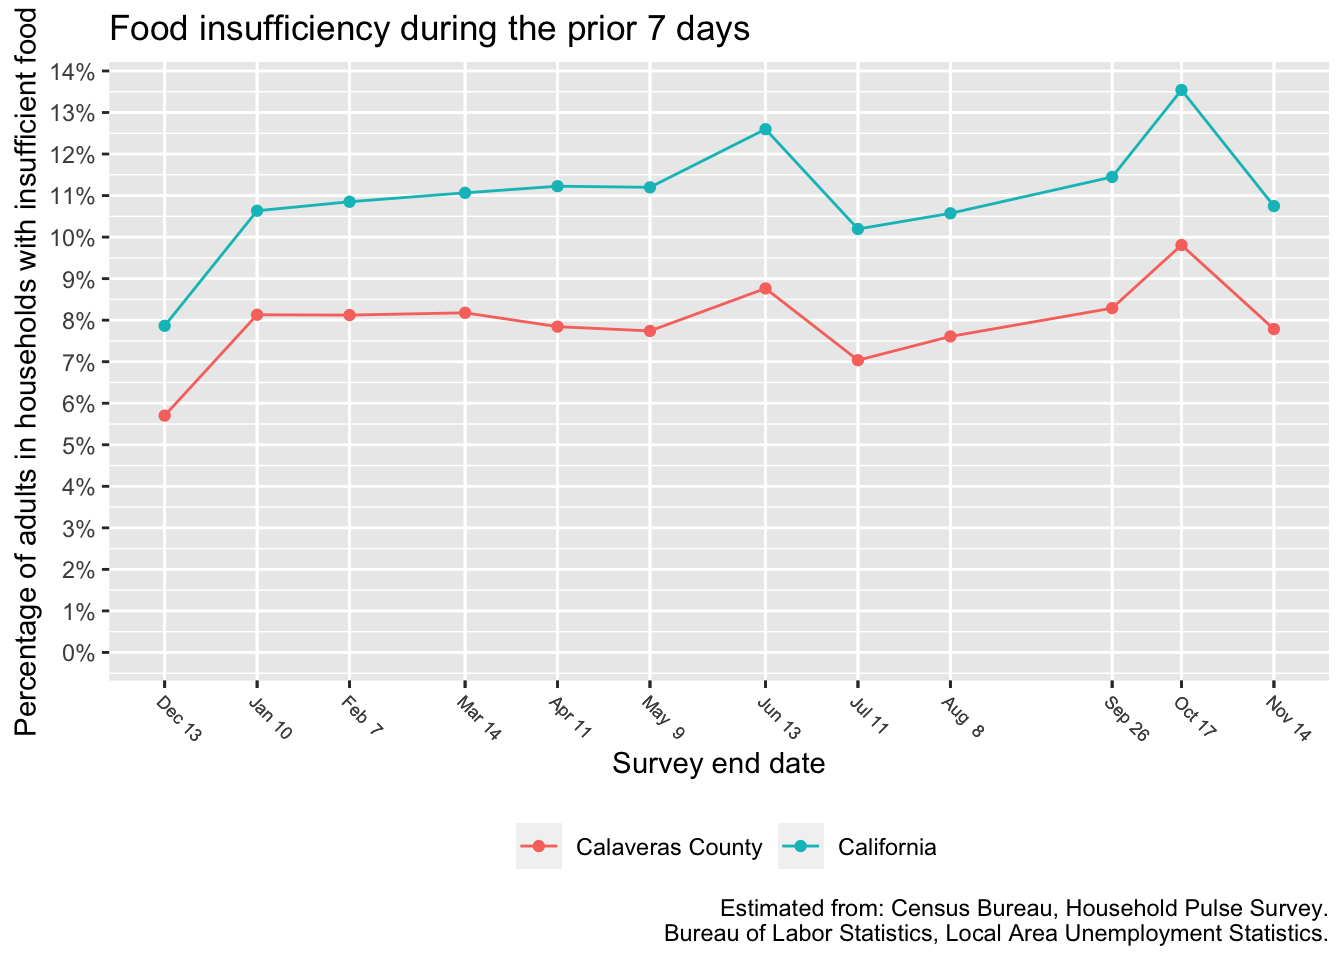 Food insufficiency during the prior 7 days
Percentage of adults in households with insufficient food
14%
13%
12%
11%
10%
9%
8%
7%
6%
5%
4%
3%
2%
1%
0%
Dec 13
Jan 10
Feb 7
Mar 14
Apr 11
May 9
Jun 13
Jul 11
Aug 8
Sep 26
Oct 17
Nov 14
Survey end date
Calaveras County
California
Estimated from: Census Bureau, Household Pulse Survey.
Bureau of Labor Statistics, Local Area Unemployment Statistics.